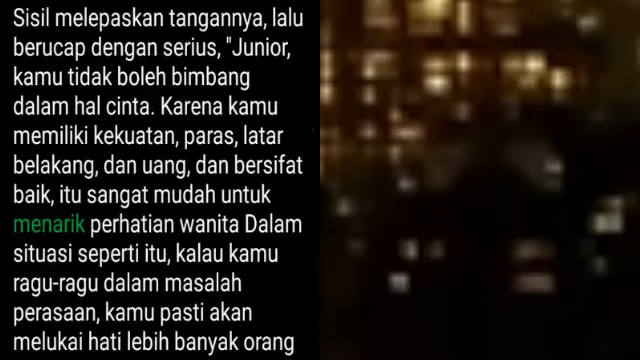 Sisil melepaskan tangannya, lalu
berucap dengan serius, "Junior,
kamu tidak boleh bimbang
dalam hal cinta. Karena kamu
memiliki kekuatan, paras, latar
belakang, dan uang, dan bersifat
baik, itu sangat mudah untuk
menarik perhatian wanita Dalam
situasi seperti itu, kalau kamu
ragu-ragu dalam masalah
perasaan, kamu pasti akan
melukai hati lebih banyak orang